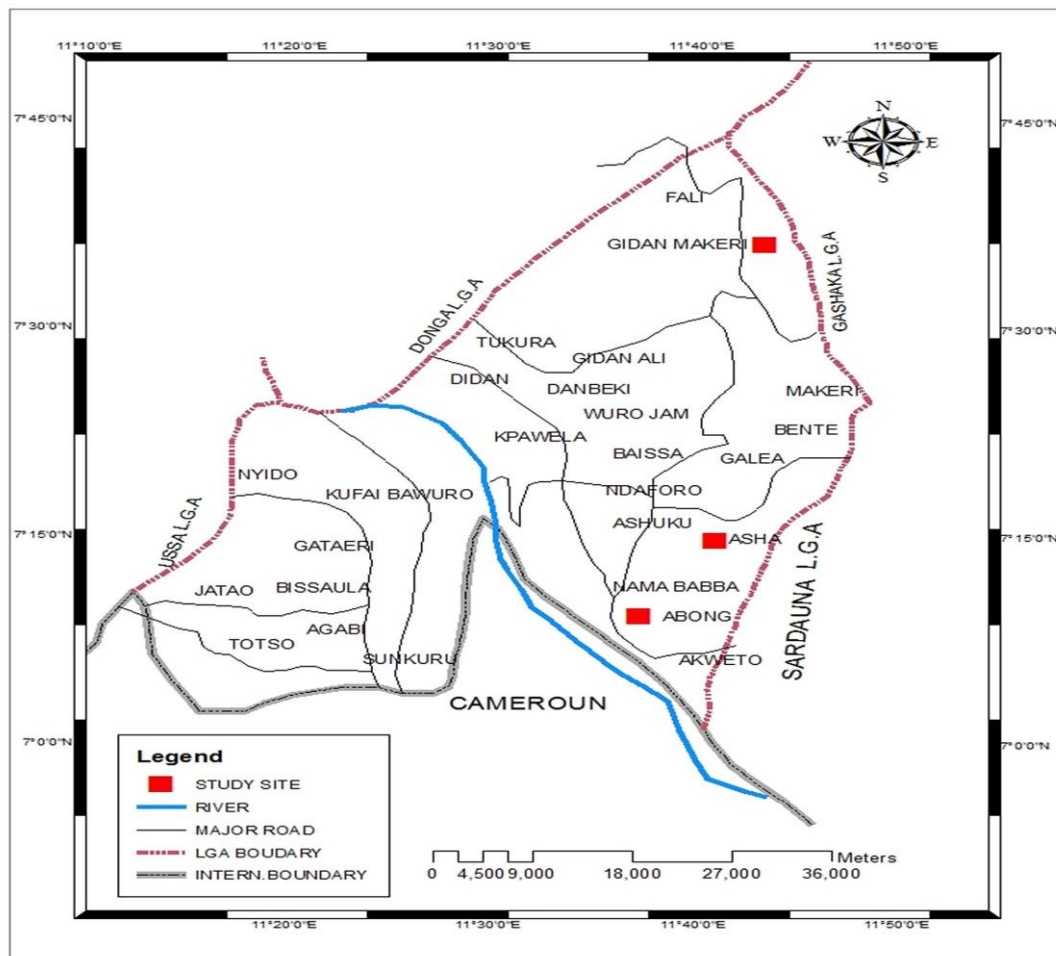 11°10'0"E 11°20'0"E 11°30'0"E 11°40'0"E 11°50'0"E
N
7°45'0"N 7°45'0"N
W E
S
FALI
GIDAN MAKERI
GASHAKA L.G.A
DONGA L.G.A
7°30'0"N 7°30'0"N
TUKURA
GIDAN ALI
DIDAN
DANBEKI MAKERI
WURO JAM
BENTE
KPAWELA
BAISSA GALEA
NYIDO
KUFAI BAWURO NDAFORO
USSA L.G.A
ASHUKU
7°15'0"N 7°15'0"N
GATAERI ASHA
SARDAUNA L.G.A
JATAO BISSAULA NAMA BABBA
ABONG
AGABI
TOTSO
SUNKURU AKWETO
CAMEROUN
7°0'0"N 7°0'0"N
Legend
STUDY SITE
RIVER
MAJOR ROAD
LGA BOUDARY
INTERN.BOUNDARY
Meters
0 4,500 9,000 18,000 27,000 36,000
11°20'0"E 11°30'0"E 11°40'0"E 11°50'0"E